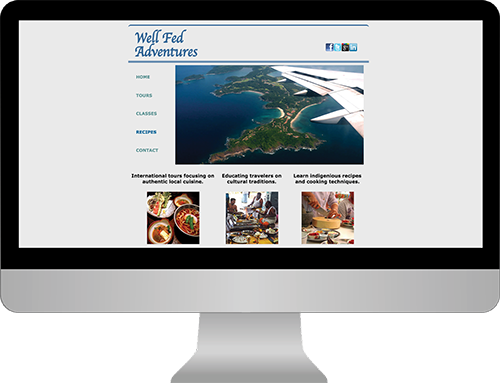 Well Fed
Adventures
HOME
TOURS
CLASSES
RECIPES
CONTACT
International tours focusing on
authentic local cuisine.
Educating travelers on
cultural traditions.
Learn indigenious recipes
and cooking techniques.